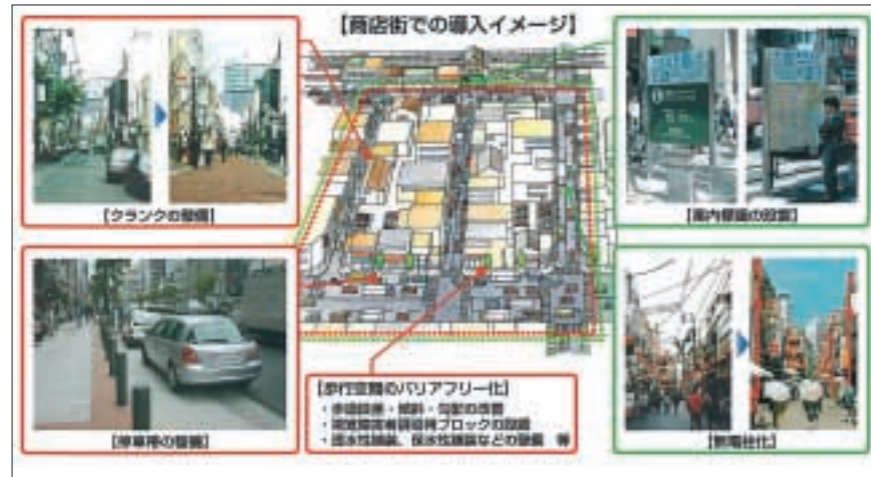 【商店街での導入イメージ】
【クランクの整備】
【案内標識の設置】
【停車帯の整備】
【歩行空間のバリアフリー化】
・歩道段差・傾斜・勾配の改善
・視覚障害者誘導用ブロックの設置
・透水性舗装、保水性舗装などの整備 等
【無電柱化】